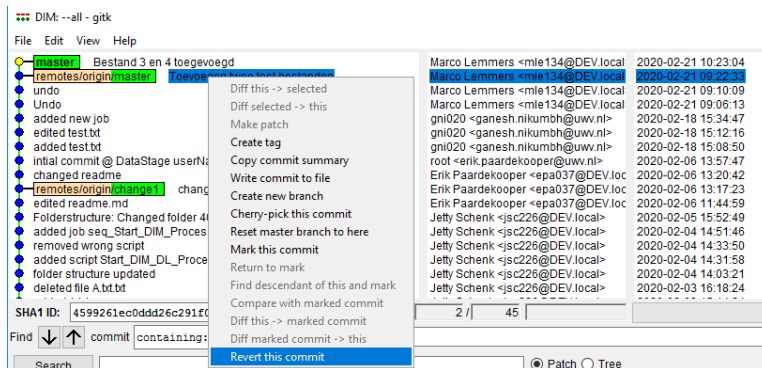 DIM: --all - gitk
File Edit View Help
master Bestand 3 en 4 toegevoegd Marco Lemmers <mle134@DEV.local 2020-02-21 10:23:04
remotes/origin/master Toevoegen twee test bestanden Marco Lemmers <mle134@DEV.local 2020-02-21 09:22:33
undo Marco Lemmers <mle134@DEV.local 2020-02-21 09:10:09
Undo Marco Lemmers <mle134@DEV.local 2020-02-21 09:06:13
added new job gni020 <ganesh.nikumbh@uwv.nl> 2020-02-18 15:34:47
edited test.txt gni020 <ganesh.nikumbh@uwv.nl> 2020-02-18 15:12:16
added test.txt gni020 <ganesh.nikumbh@uwv.nl> 2020-02-18 15:08:50
intial commit @ DataStage userNa root <erik.paardekooper@uwv.nl> 2020-02-06 13:57:47
changed readme Erik Paardekooper <epa037@DEV.loc 2020-02-06 13:20:42
remotes/origin/change1 chang Erik Paardekooper <epa037@DEV.loc 2020-02-06 13:17:23
edited readme.md Erik Paardekooper <epa037@DEV.loc 2020-02-06 11:44:59
Folderstructure: Changed folder 40 Jetty Schenk <jsc226@DEV.local> 2020-02-05 15:52:49
added job seq_Start_DIM_Proces Jetty Schenk <jsc226@DEV.local> 2020-02-04 14:51:46
removed wrong script Jetty Schenk <jsc226@DEV.local> 2020-02-04 14:33:50
added script Start_DIM_DL_Proce Jetty Schenk <jsc226@DEV.local> 2020-02-04 14:31:58
folder structure updated Jetty Schenk <jsc226@DEV.local> 2020-02-04 14:03:21
deleted file A.txt.txt Jetty Schenk <jsc226@DEV.local> 2020-02-03 16:18:24
Diff this -> selected
Diff selected -> this
Make patch
Create tag
Copy commit summary
Write commit to file
Create new branch
Cherry-pick this commit
Reset master branch to here
Mark this commit
Return to mark
Find descendant of this and mark
Compare with marked commit
Diff this -> marked commit
Diff marked commit -> this
Revert this commit
SHA1 ID: 4599261ec0ddd26c291f0 2 / 45
Find commit containing:
Search Patch Tree